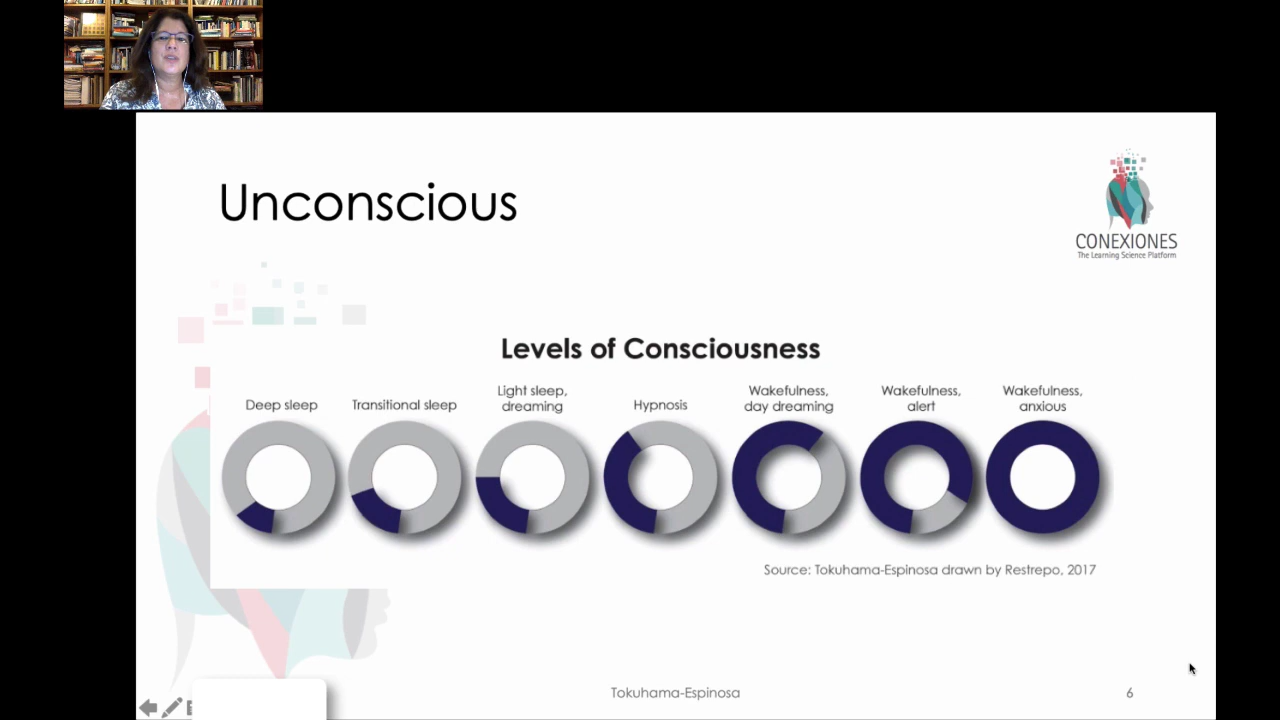 Unconscious
CONEXIONES
The Learning Science Platform
Levels of Consciousness
Deep sleep
Transitional sleep
Light sleep,
dreaming
Hypnosis
Wakefulness,
day dreaming
Wakefulness,
alert
Wakefulness,
anxious
Source: Tokuhama-Espinosa drawn by Restrepo, 2017
Tokuhama-Espinosa
6